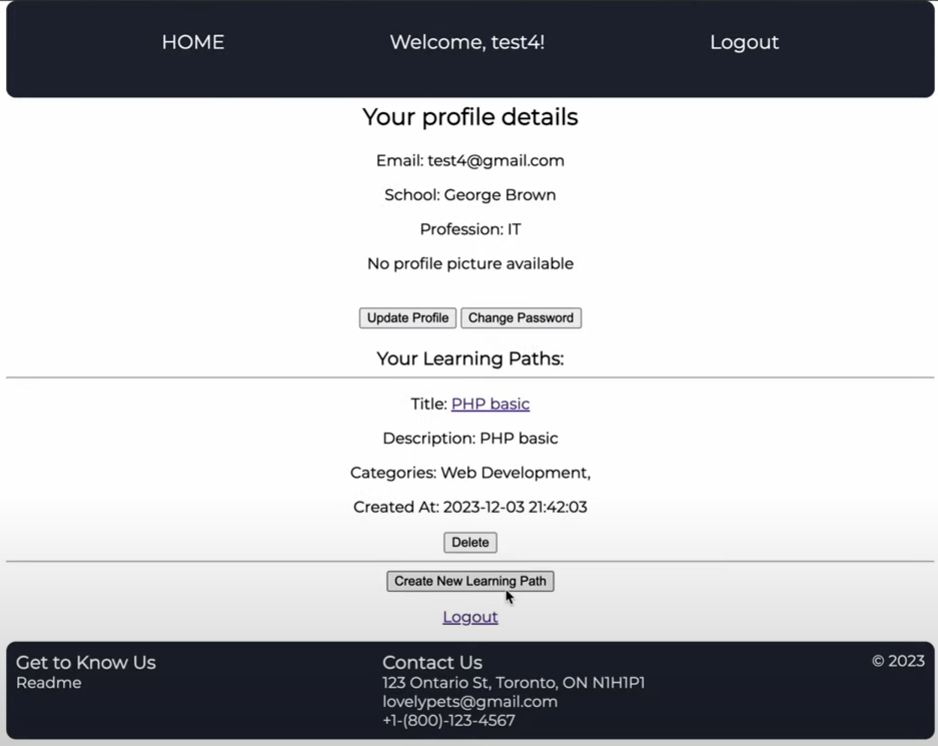 HOME Welcome, test4! Logout
Your profile details
Email: test4@gmail.com
School: George Brown
Profession: IT
No profile picture available
Update Profile Change Password
Your Learning Paths:
Title: PHP basic
Description: PHP basic
Categories: Web Development,
Created At: 2023-12-03 21:42:03
Delete
Create New Learning Path
Logout
Get to Know Us
Readme
Contact Us
123 Ontario St, Toronto, ON N1H1P1
lovelypets@gmail.com
+1-(800)-123-4567
© 2023